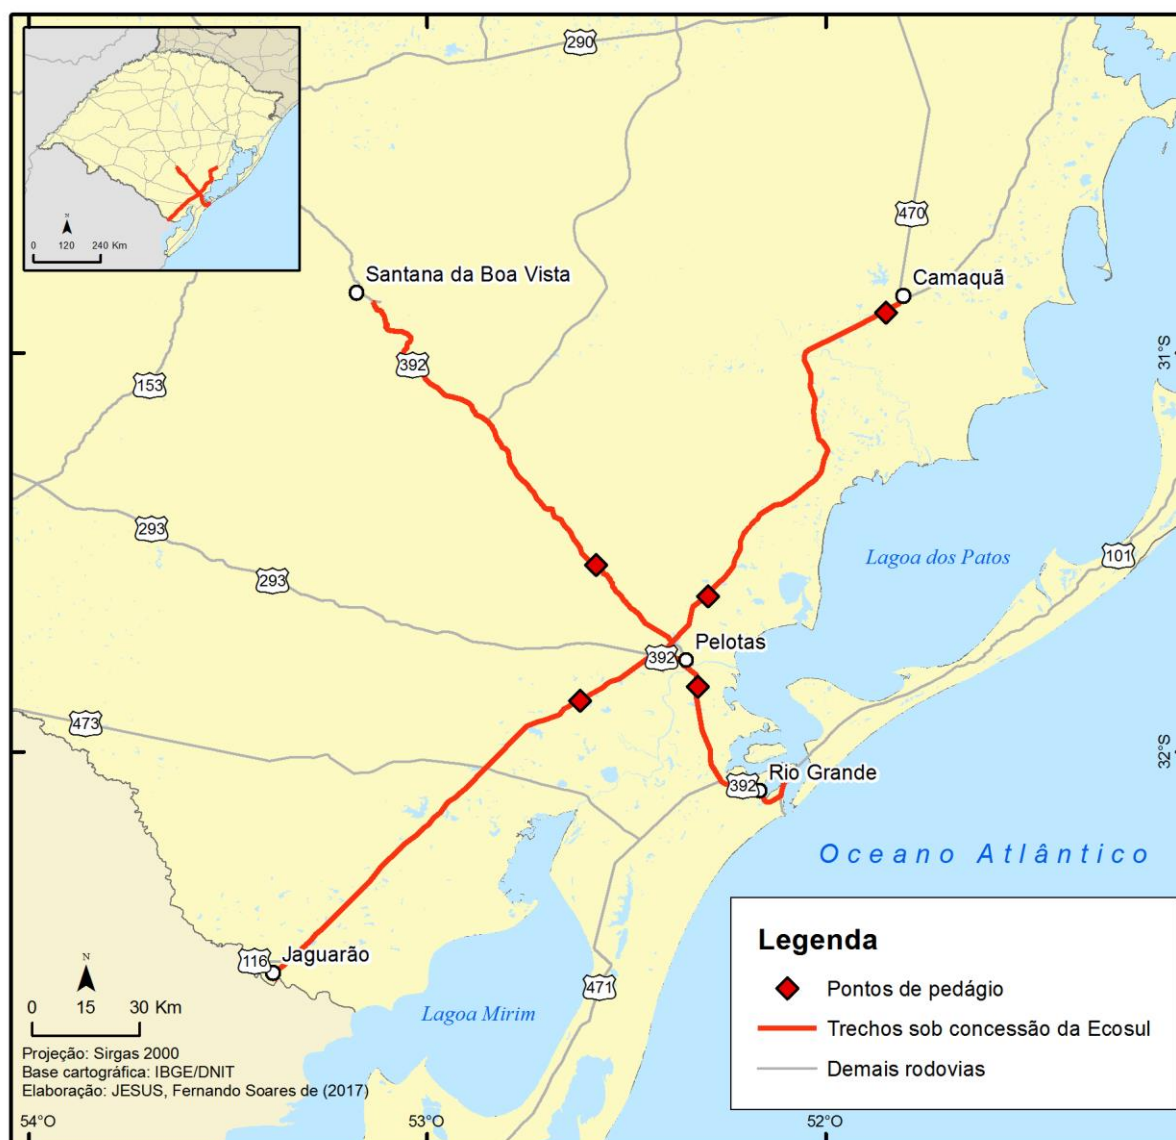 290
N
0 120 240 Km
470
Santana da Boa Vista
Camaquã
31°S
392
153
293
Lagoa dos Patos
101
293
Pelotas
392
473
32°S
Rio Grande
392
Oceano Atlântico
Jaguarão
116
N
0 15 30 Km
471
Lagoa Mirim
Projeção: Sirgas 2000
Base cartográfica: IBGE/DNIT
Elaboração: JESUS, Fernando Soares de (2017)
Legenda
Pontos de pedágio
Trechos sob concessão da Ecosul
Demais rodovias
54°O
53°O
52°O